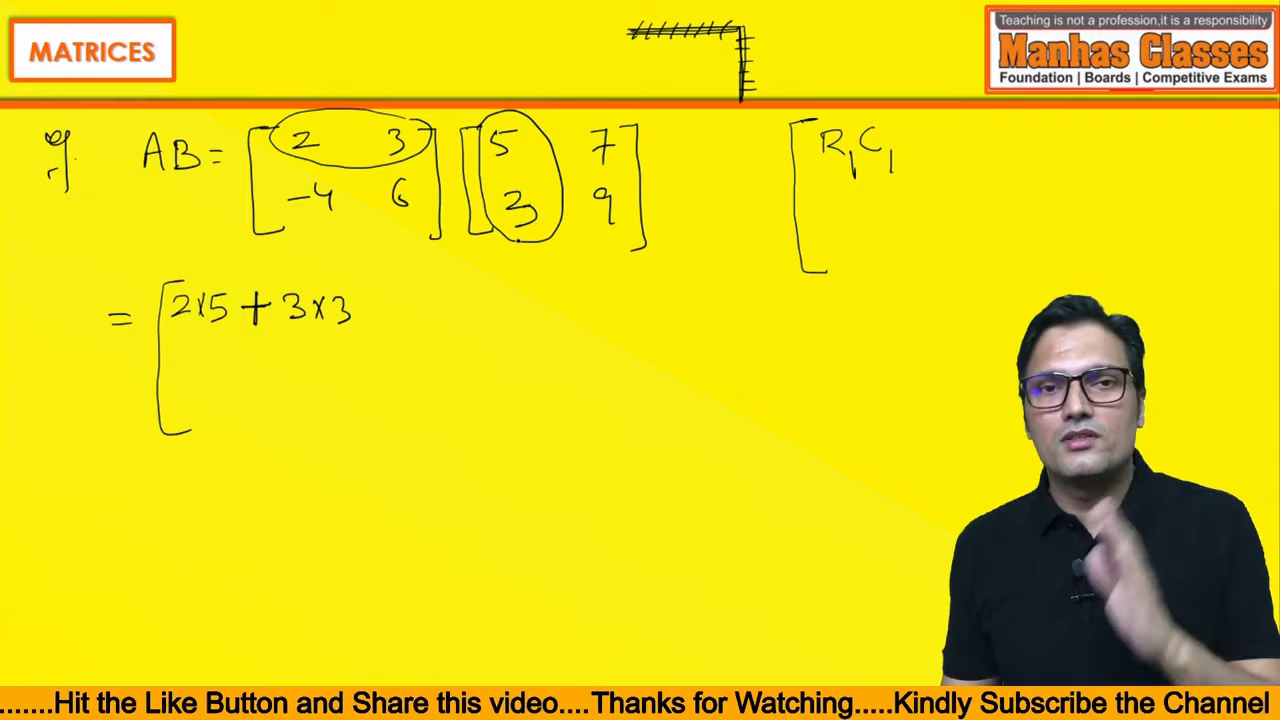 MATRICES
Teaching is not a profession,it is a responsibility
Manhas Classes
Foundation | Boards | Competitive Exams
eg AB = [ 2 3 ] [ 5 7 ] [ R₁C₁
-4 6 3 9
= [ 2×5 + 3×3
.......Hit the Like Button and Share this video....Thanks for Watching.....Kindly Subscribe the Channel